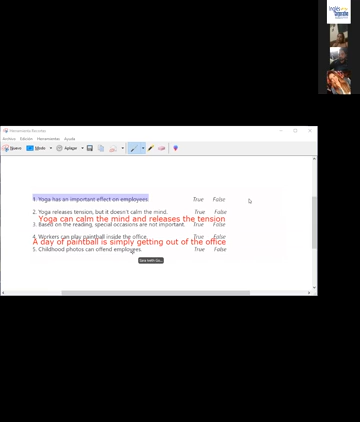 inglés
Herramienta Recortes
Archivo Edición Herramientas Ayuda
Nuevo Modo Aplazar
1. Yoga has an important effect on employees. True False
2. Yoga releases tension, but it doesn't calm the mind. True False
Yoga can calm the mind and releases the tension
3. Based on the reading, special occasions are not important. True False
4. Workers can play paintball inside the office. True False
A day of paintball is simply getting out of the office
5. Childhood photos can offend employees. True False